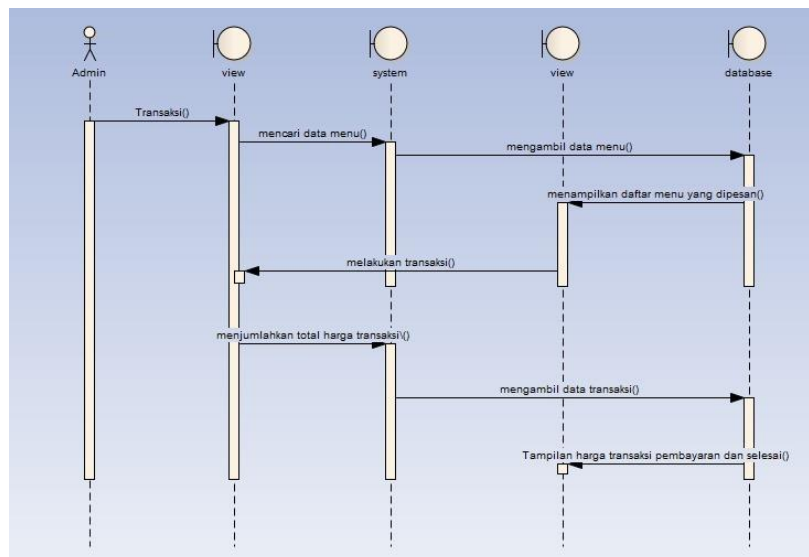 Admin
view
system
view
database
Transaksi()
mencari data menu()
mengambil data menu()
menampilkan daftar menu yang dipesan()
melakukan transaksi()
menjumlahkan total harga transaksi\()
mengambil data transaksi()
Tampilan harga transaksi pembayaran dan selesai()